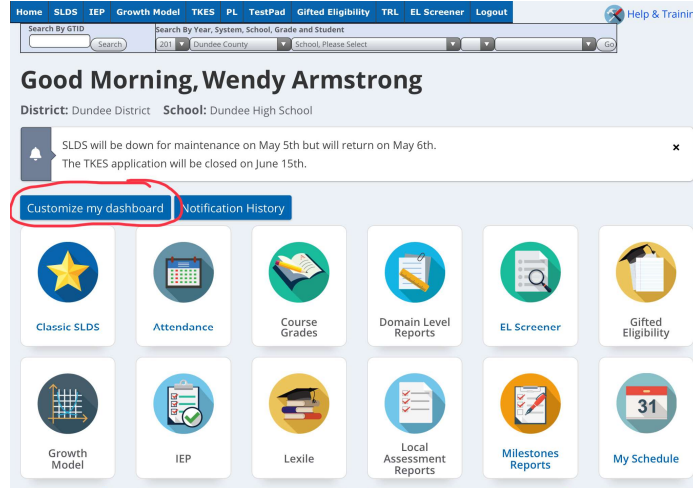 Home SLDS IEP Growth Model TKES PL TestPad Gifted Eligibility TRL EL Screener Logout
Help & Trainin
Search By GTID
Search By Year, System, School, Grade and Student
Search
201 Dundee County School, Please Select Go
Good Morning, Wendy Armstrong
District: Dundee District School: Dundee High School
SLDS will be down for maintenance on May 5th but will return on May 6th.
The TKES application will be closed on June 15th.
×
Customize my dashboard Notification History
Classic SLDS
Attendance
Course
Grades
Domain Level
Reports
EL Screener
Gifted
Eligibility
Growth
Model
IEP
Lexile
Local
Assessment
Reports
Milestones
Reports
31
My Schedule